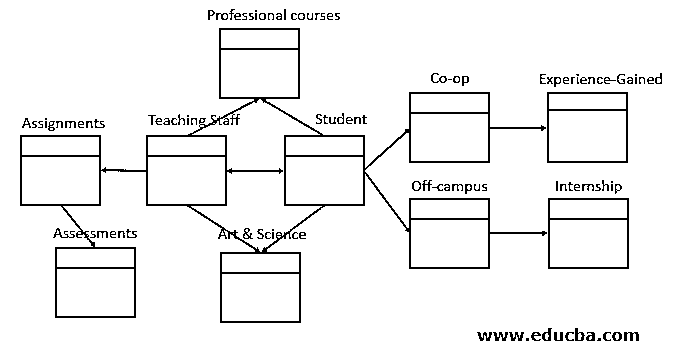 Professional courses
Co-op
Experience-Gained
Assignments
Teaching Staff
Student
Off-campus
Internship
Assessments
Art & Science
www.educba.com